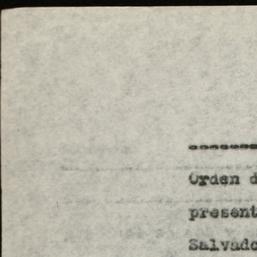 Orden d
present
Salvado